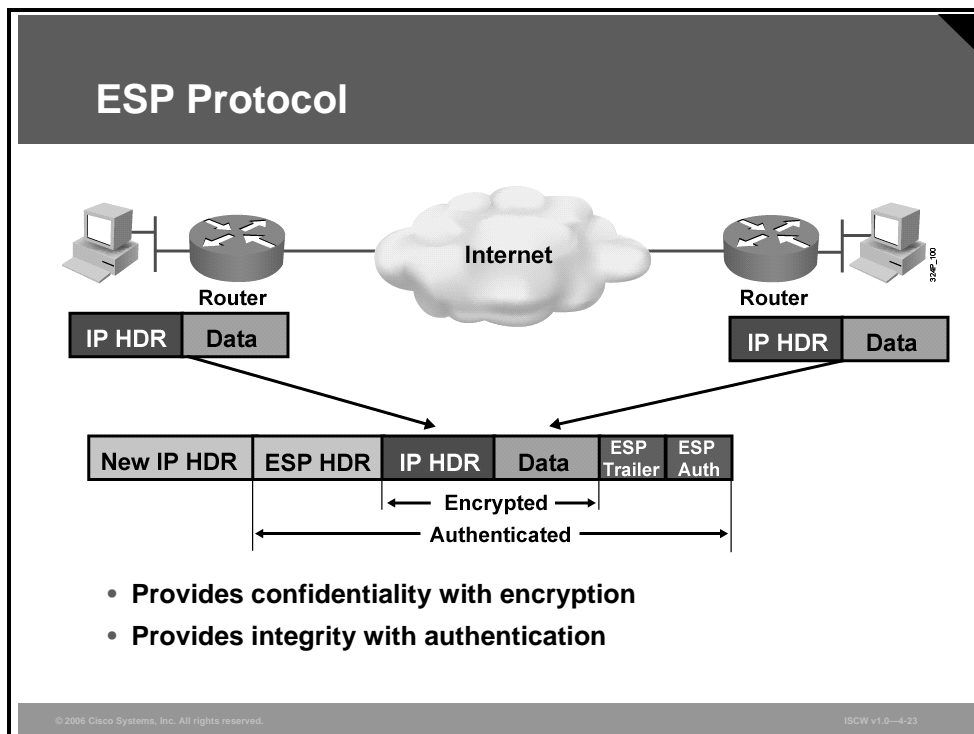 ESP Protocol
Internet
Router
Router
324P_100
IP HDR Data
IP HDR Data
New IP HDR ESP HDR IP HDR Data ESP Trailer ESP Auth
Encrypted
Authenticated
• Provides confidentiality with encryption
• Provides integrity with authentication
© 2006 Cisco Systems, Inc. All rights reserved.
ISCW v1.0—4-23